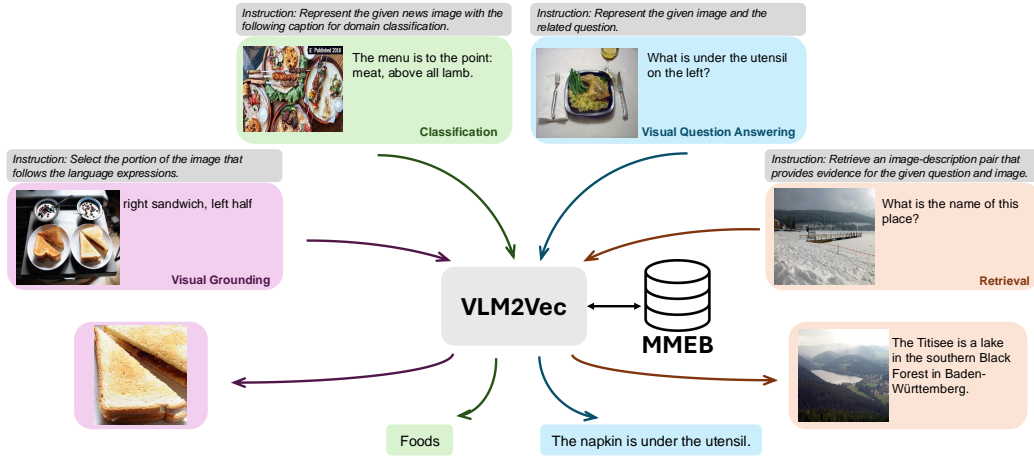 Instruction: Represent the given news image with the
following caption for domain classification.
© Published 2018
The menu is to the point:
meat, above all lamb.
Classification
Instruction: Represent the given image and the
related question.
What is under the utensil
on the left?
Visual Question Answering
Instruction: Select the portion of the image that
follows the language expressions.
right sandwich, left half
Visual Grounding
Instruction: Retrieve an image-description pair that
provides evidence for the given question and image.
What is the name of this
place?
Retrieval
VLM2Vec
MMEB
The Titisee is a lake
in the southern Black
Forest in Baden-
Württemberg.
Foods
The napkin is under the utensil.